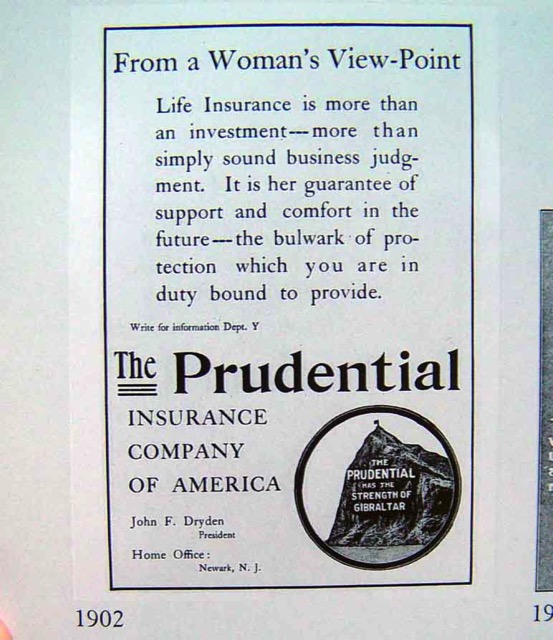 From a Woman's View-Point
Life Insurance is more than
an investment—more than
simply sound business judg-
ment. It is her guarantee of
support and comfort in the
future—the bulwark of pro-
tection which you are in
duty bound to provide.
Write for information Dept. Y
The Prudential
INSURANCE
COMPANY
OF AMERICA
John F. Dryden
President
Home Office:
Newark, N. J.
THE
PRUDENTIAL
HAS THE
STRENGTH OF
GIBRALTAR
1902
19